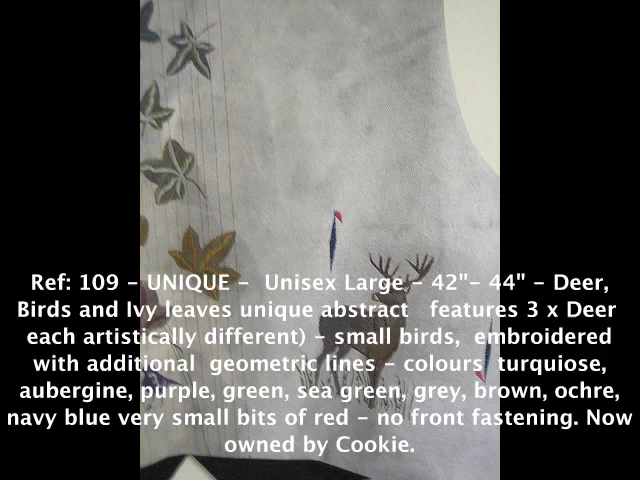 Ref: 109 - UNIQUE - Unisex Large - 42"- 44" - Deer,
Birds and Ivy leaves unique abstract features 3 x Deer
each artistically different) - small birds, embroidered
with additional geometric lines - colours turquiose,
aubergine, purple, green, sea green, grey, brown, ochre,
navy blue very small bits of red - no front fastening. Now
owned by Cookie.